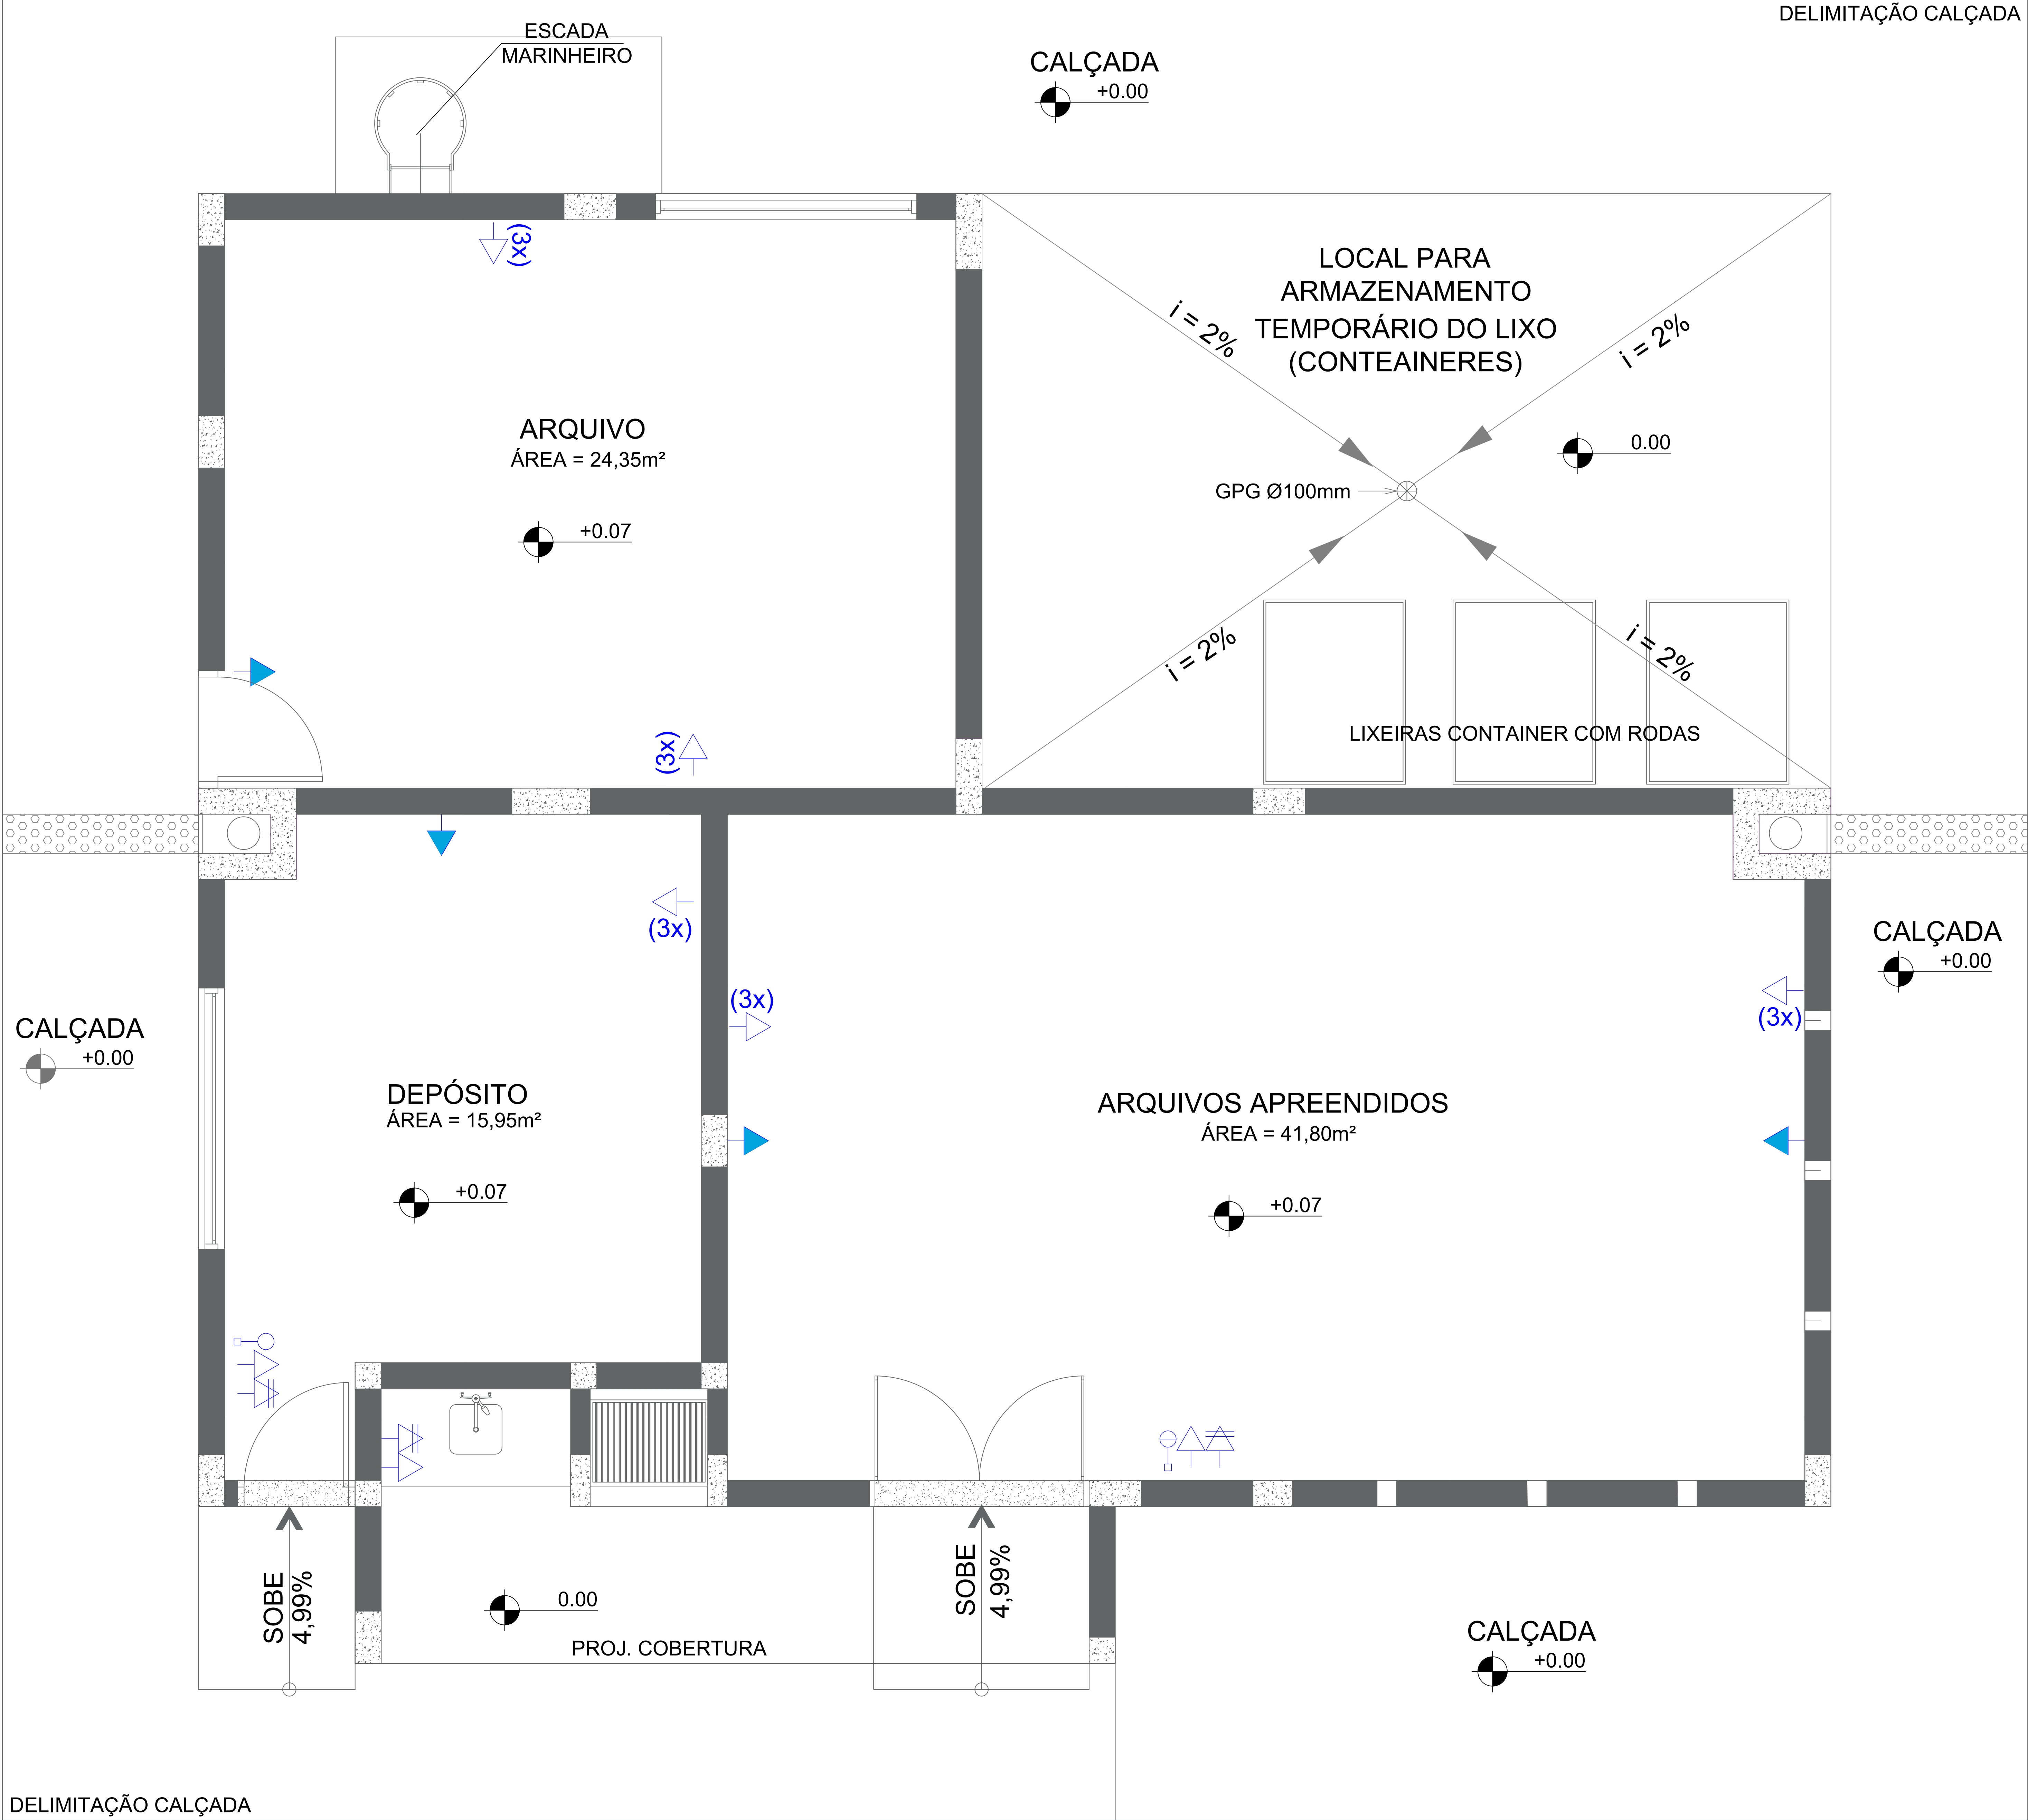 DELIMITAÇÃO CALÇADA
ESCADA
MARINHEIRO
CALÇADA
+0.00
(3x)
LOCAL PARA
ARMAZENAMENTO
TEMPORÁRIO DO LIXO
(CONTEAINERES)
i = 2%
i = 2%
ARQUIVO
ÁREA = 24,35m²
0.00
GPG Ø100mm
+0.07
i = 2%
i = 2%
(3x)
LIXEIRAS CONTAINER COM RODAS
(3x)
CALÇADA
+0.00
(3x)
(3x)
CALÇADA
+0.00
DEPÓSITO
ÁREA = 15,95m²
ARQUIVOS APREENDIDOS
ÁREA = 41,80m²
+0.07
+0.07
SOBE
4,99%
0.00
PROJ. COBERTURA
SOBE
4,99%
CALÇADA
+0.00
DELIMITAÇÃO CALÇADA